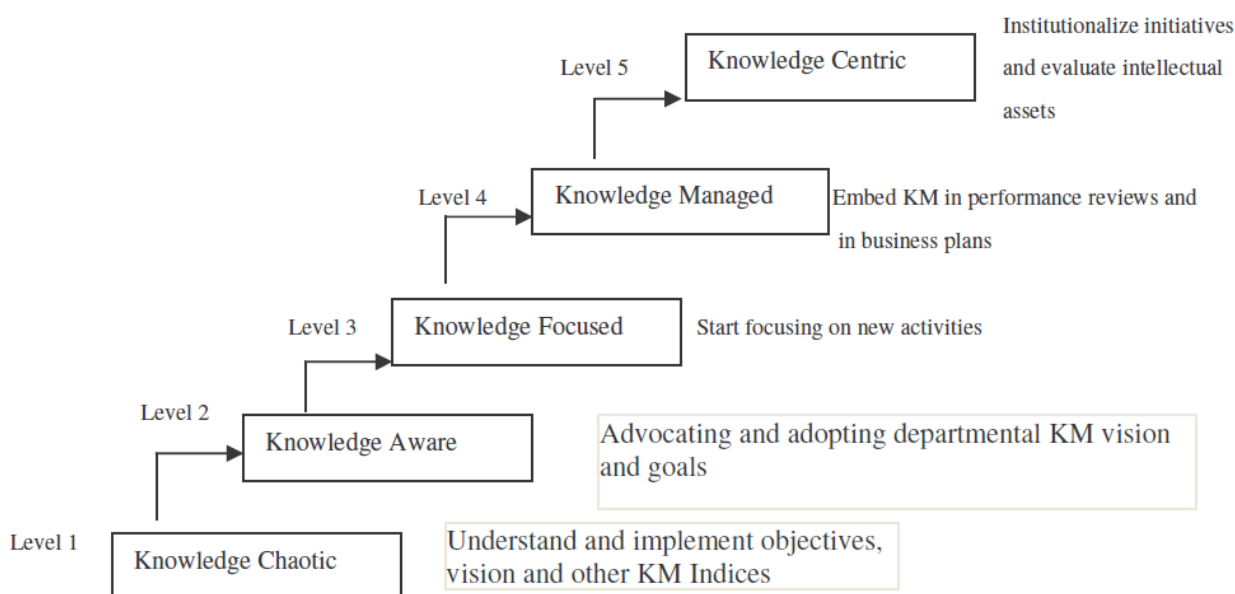 Institutionalize initiatives
and evaluate intellectual
assets
Level 5
Knowledge Centric
Level 4
Knowledge Managed
Embed KM in performance reviews and
in business plans
Level 3
Knowledge Focused
Start focusing on new activities
Level 2
Knowledge Aware
Advocating and adopting departmental KM vision
and goals
Level 1
Knowledge Chaotic
Understand and implement objectives,
vision and other KM Indices